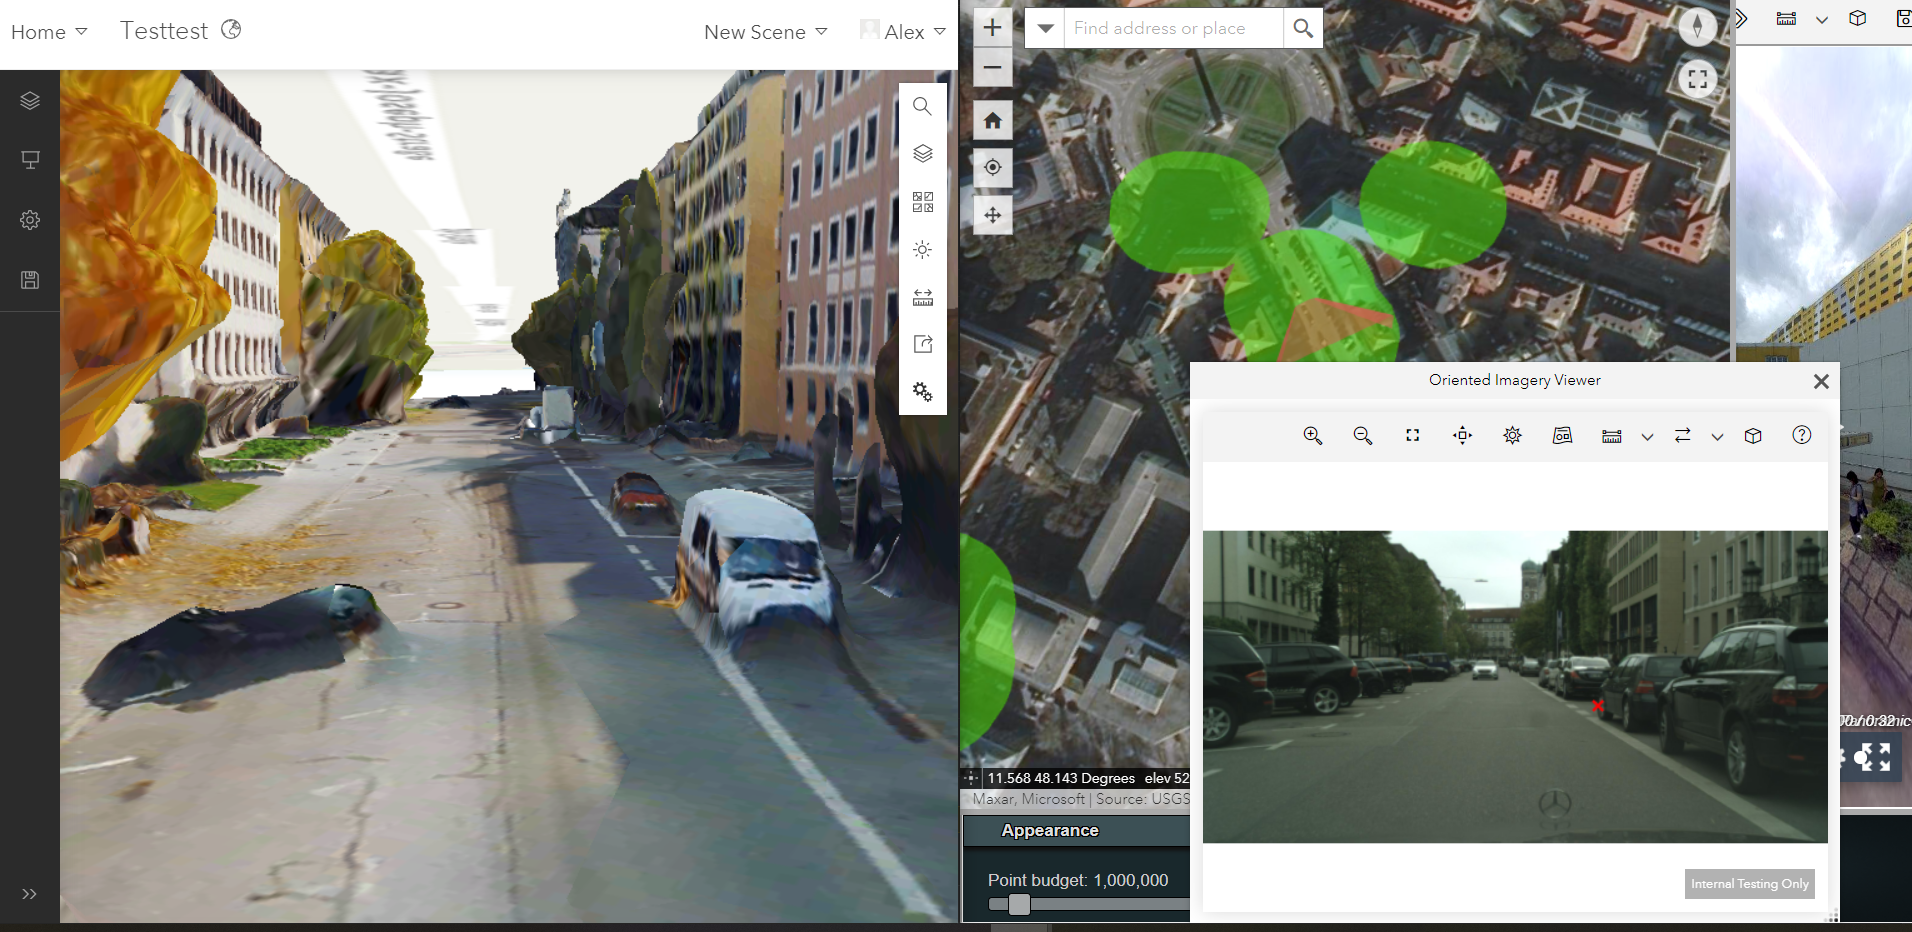 Home
Testtest
New Scene
Alex
Find address or place
Oriented Imagery Viewer
11.568 48.143 Degrees elev 52
Maxar, Microsoft | Source: USGS
Appearance
Point budget: 1,000,000
Internal Testing Only